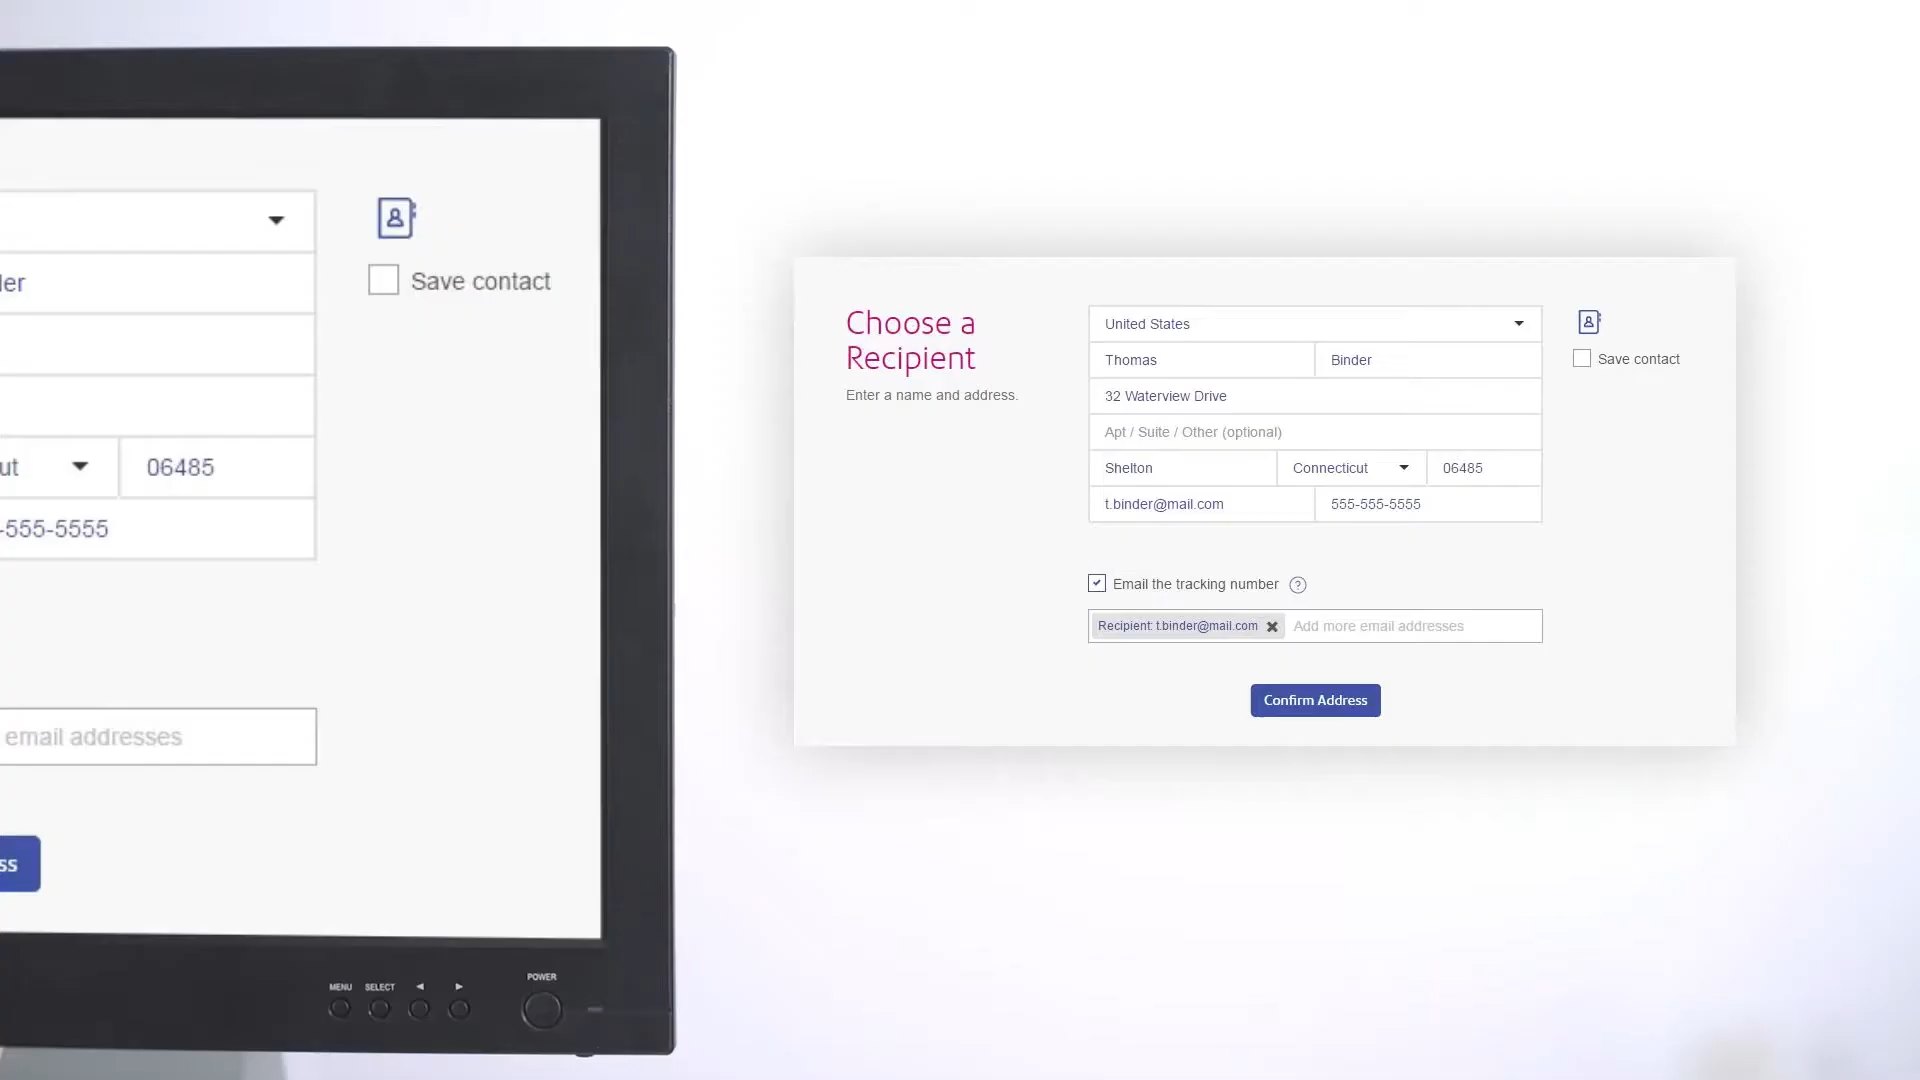 ler
ut
06485
-555-5555
Save contact
email addresses
ss
MENU
SELECT
POWER
Choose a
Recipient
Enter a name and address.
United States
Thomas
Binder
32 Waterview Drive
Apt / Suite / Other (optional)
Shelton
Connecticut
06485
t.binder@mail.com
555-555-5555
Save contact
Email the tracking number ?
Recipient: t.binder@mail.com
Add more email addresses
Confirm Address